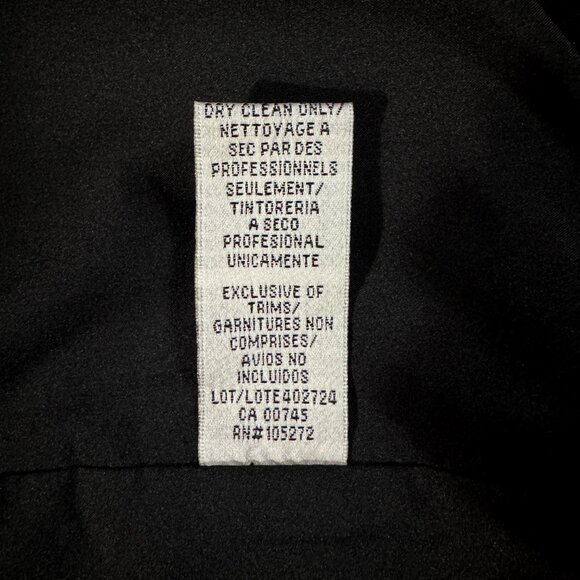 DRY CLEAN ONLY/
NETTOYAGE A
SEC PAR DES
PROFESSIONNELS
SEULEMENT/
TINTORERIA
A SECO
PROFESIONAL
UNICAMENTE
EXCLUSIVE OF
TRIMS/
GARNITURES NON
COMPRISES/
AVIOS NO
INCLUIDOS
LOT/LOTE402724
CA 00745
RN#105272